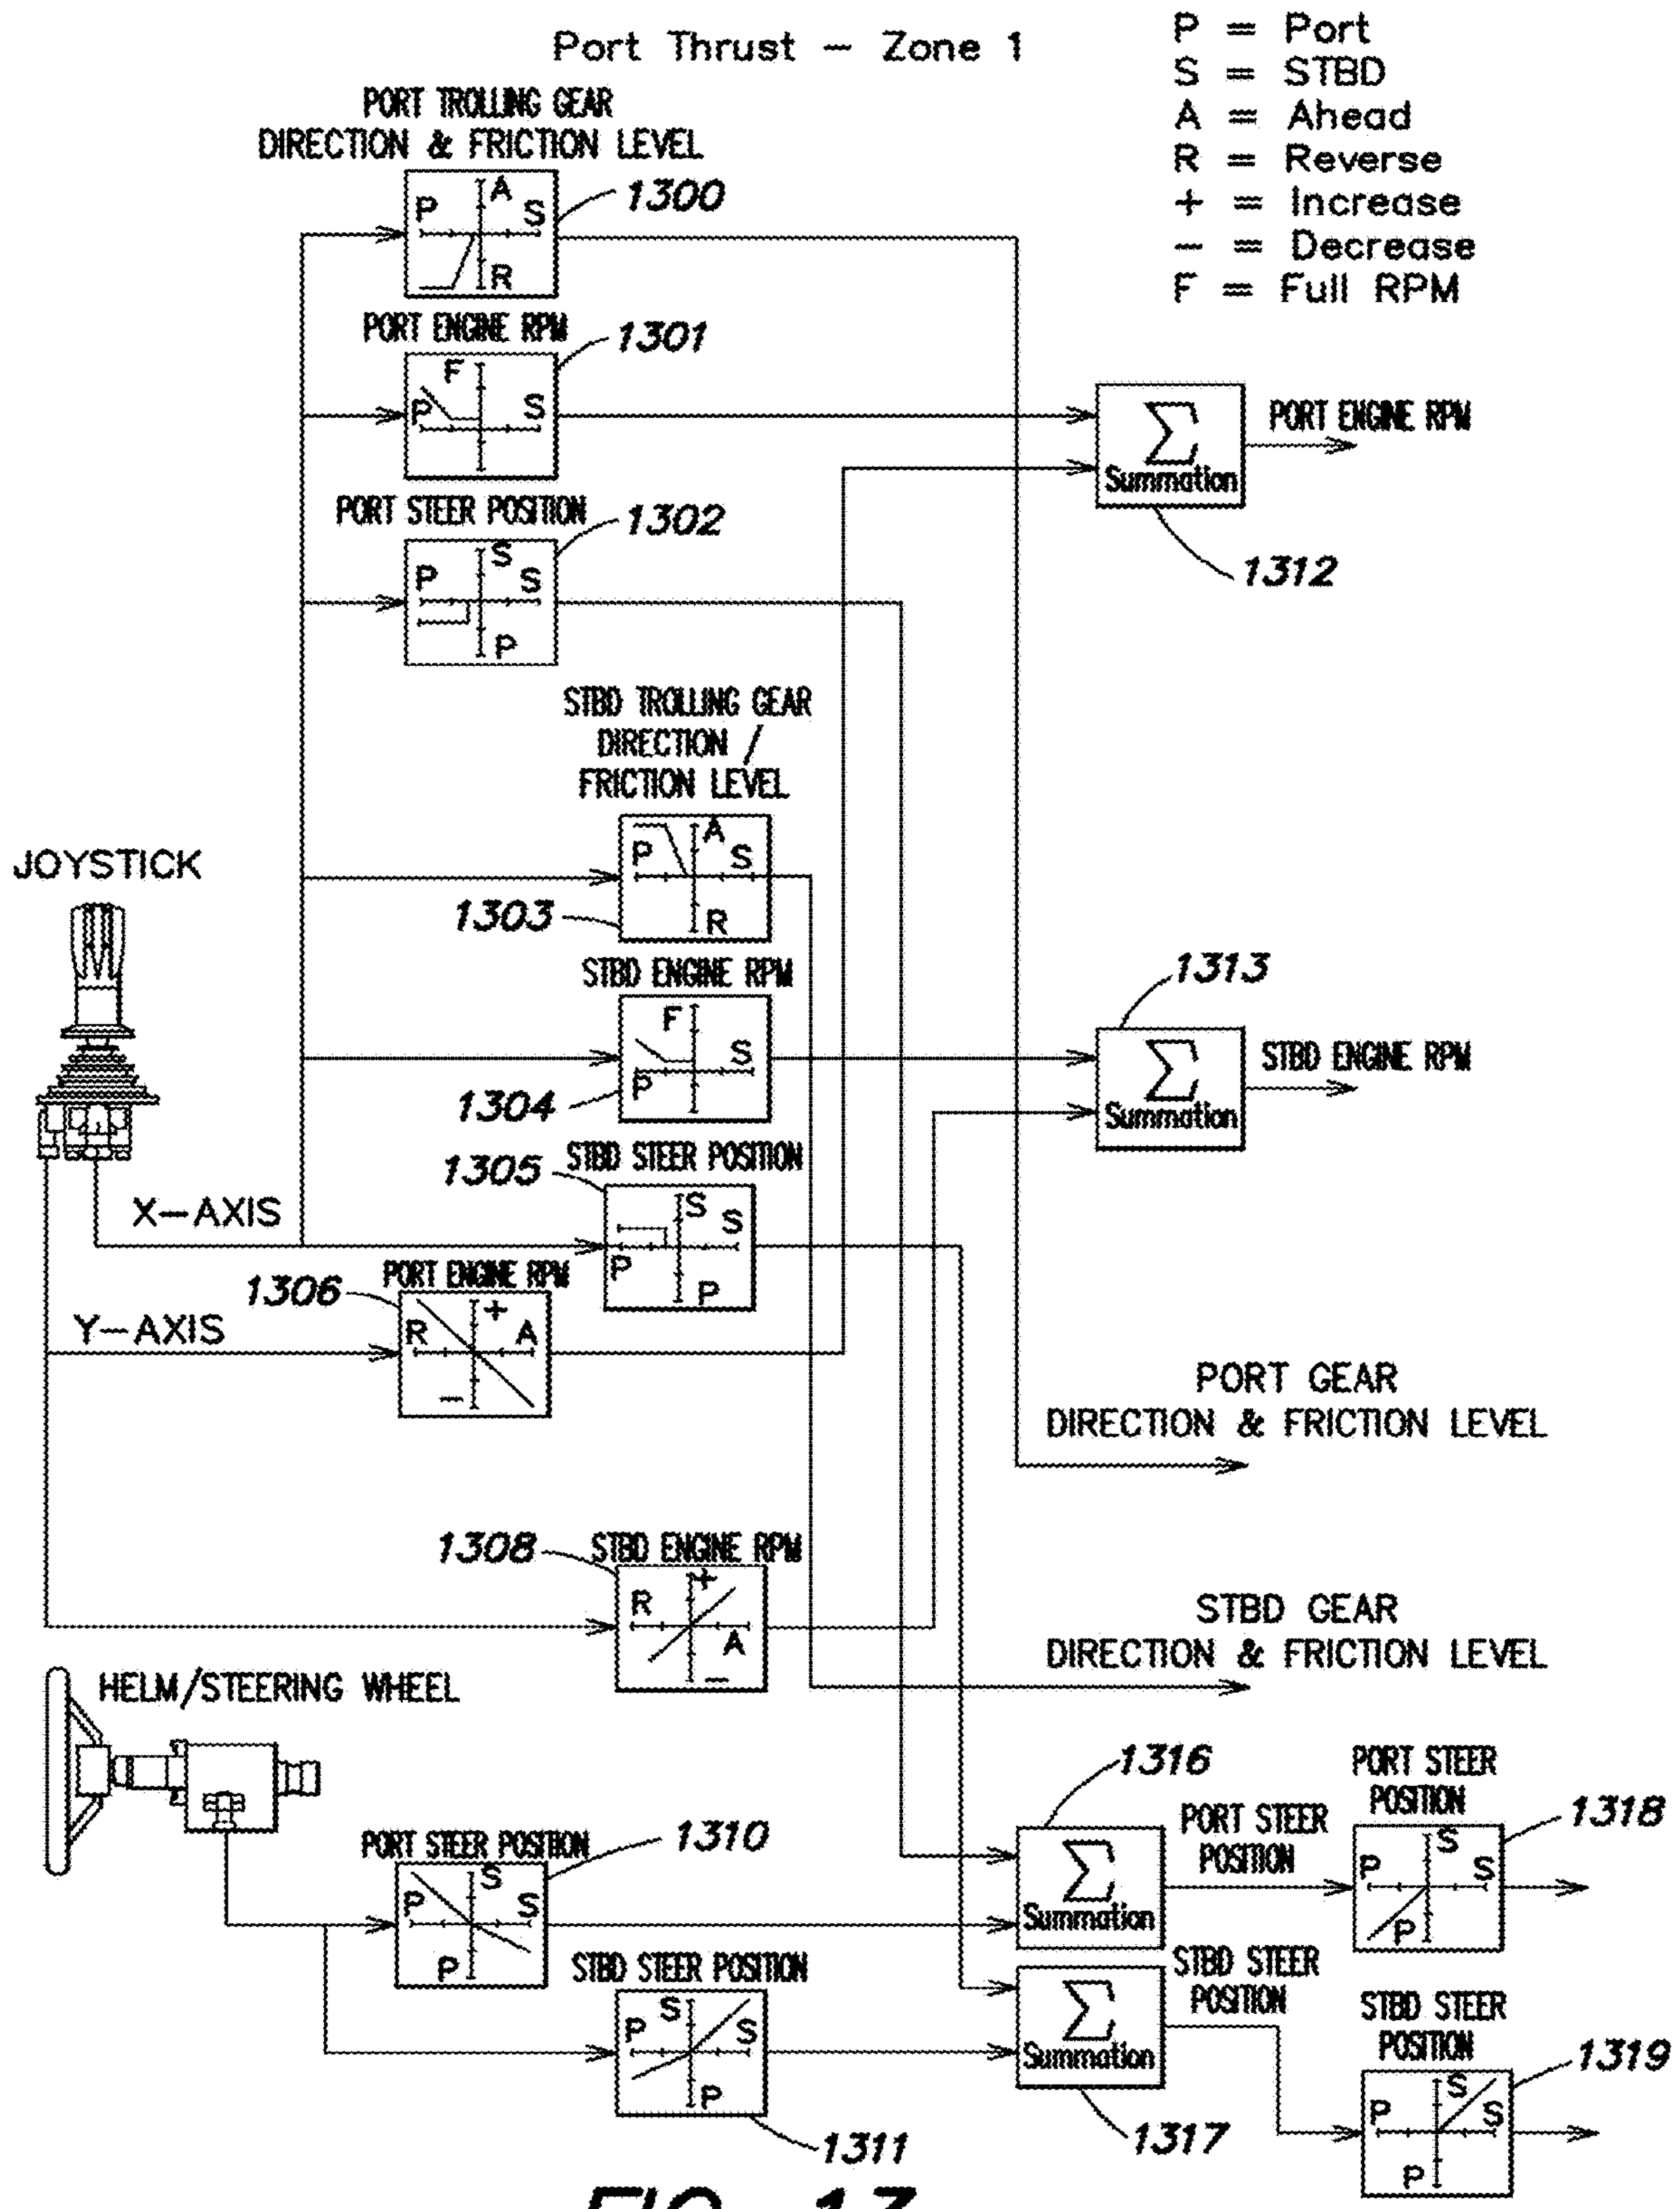 Port Thrust – Zone 1
P = Port
S = STBD
A = Ahead
R = Reverse
+ = Increase
– = Decrease
F = Full RPM
PORT TROLLING GEAR
DIRECTION & FRICTION LEVEL
P A S R
1300
PORT ENGINE RPM
1301
F P S
PORT STEER POSITION
1302
P S S P
Σ
Summation
PORT ENGINE RPM
1312
STBD TROLLING GEAR
DIRECTION /
FRICTION LEVEL
P A S R
1303
JOYSTICK
STBD ENGINE RPM
F S P
1304
1313
Σ
Summation
STBD ENGINE RPM
1305
STBD STEER POSITION
S S P P
X–AXIS
1306
PORT ENGINE RPM
R + A –
Y–AXIS
PORT GEAR
DIRECTION & FRICTION LEVEL
1308
STBD ENGINE RPM
R + A –
STBD GEAR
DIRECTION & FRICTION LEVEL
HELM/STEERING WHEEL
PORT STEER POSITION
1310
P S S P
1316
Σ
Summation
PORT STEER
POSITION
PORT STEER
POSITION
1318
P S S P
STBD STEER POSITION
P S S P
1311
Σ
Summation
1317
STBD STEER
POSITION
STBD STEER
POSITION
1319
P S S P